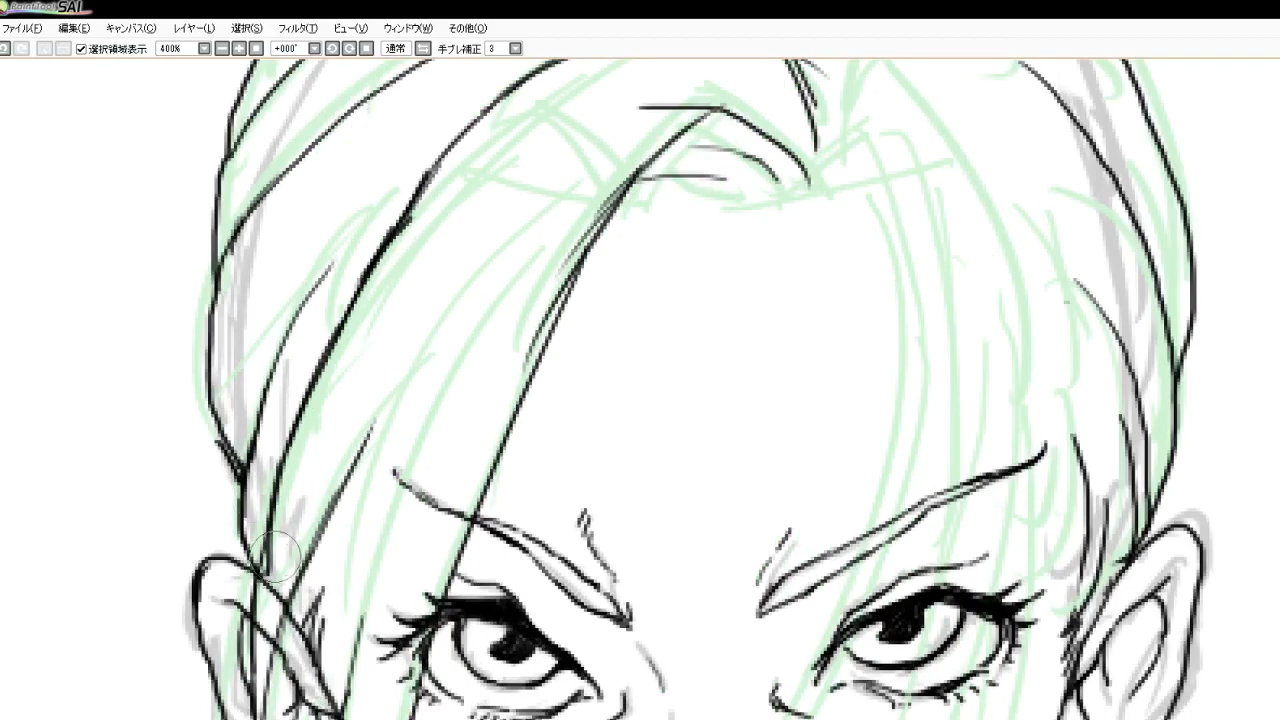 PaintTool SAI
ファイル(F) 編集(E) キャンバス(C) レイヤー(L) 選択(S) フィルタ(T) ビュー(V) ウィンドウ(W) その他(O)
選択領域表示 400% +000° 通常 手ブレ補正 3